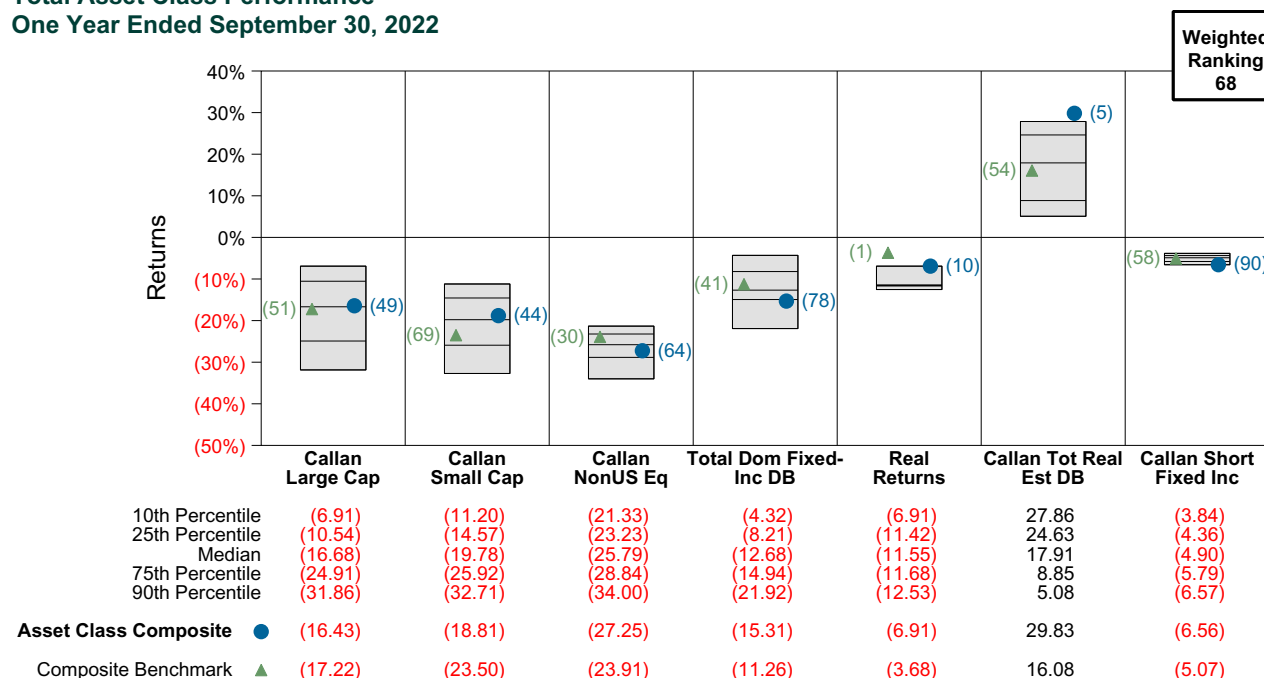 One Year Ended September 30, 2022
Weighted
Ranking
68
Returns
40%
30%
20%
10%
0%
(10%)
(20%)
(30%)
(40%)
(50%)
(51) (49)
(69) (44)
(30) (64)
(41) (78)
(1) (10)
(54) (5)
(58) (90)
Callan Callan Callan Total Dom Fixed- Real Callan Tot Real Callan Short
Large Cap Small Cap NonUS Eq Inc DB Returns Est DB Fixed Inc
10th Percentile (6.91) (11.20) (21.33) (4.32) (6.91) 27.86 (3.84)
25th Percentile (10.54) (14.57) (23.23) (8.21) (11.42) 24.63 (4.36)
Median (16.68) (19.78) (25.79) (12.68) (11.55) 17.91 (4.90)
75th Percentile (24.91) (25.92) (28.84) (14.94) (11.68) 8.85 (5.79)
90th Percentile (31.86) (32.71) (34.00) (21.92) (12.53) 5.08 (6.57)
Asset Class Composite (16.43) (18.81) (27.25) (15.31) (6.91) 29.83 (6.56)
Composite Benchmark (17.22) (23.50) (23.91) (11.26) (3.68) 16.08 (5.07)